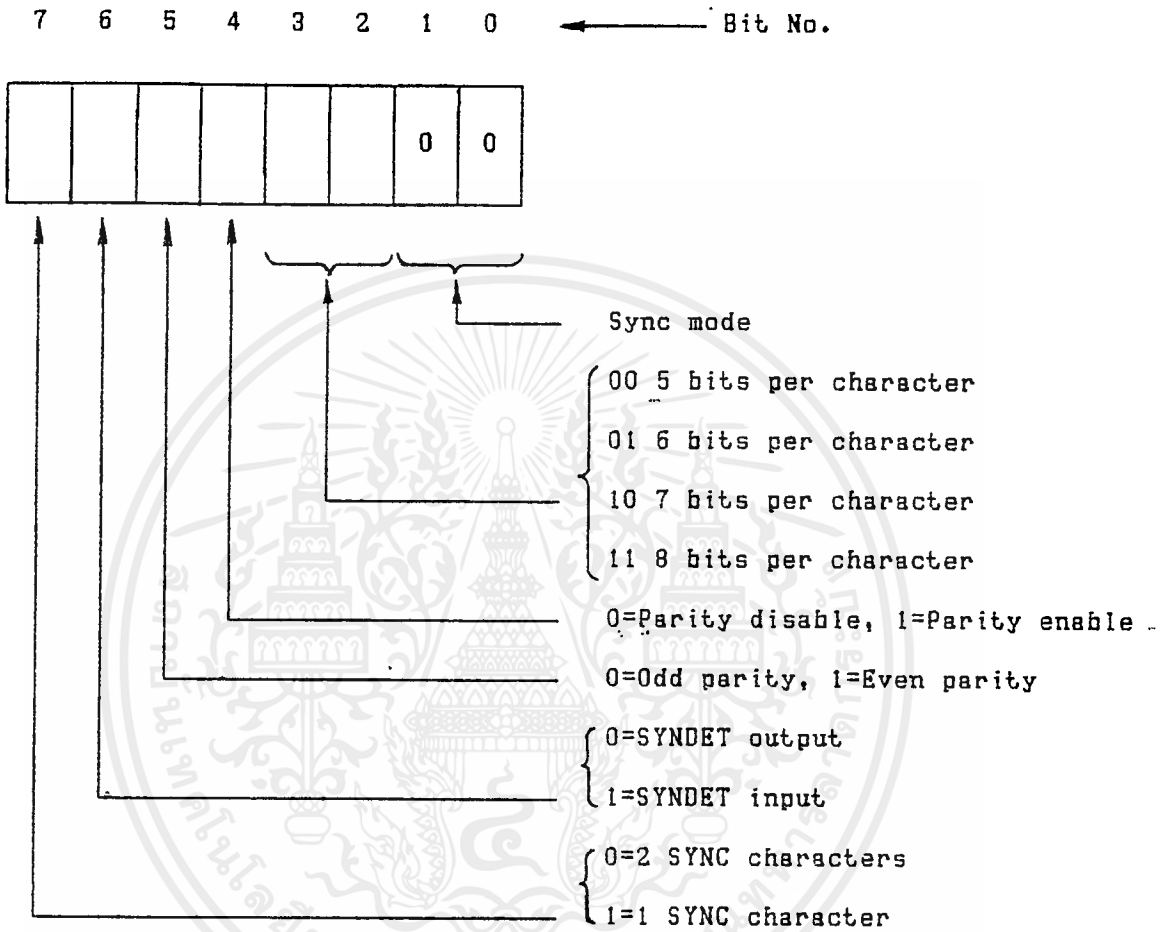 7 6 5 4 3 2 1 0 Bit No.
0 0
Sync mode
00 5 bits per character
01 6 bits per character
10 7 bits per character
11 8 bits per character
0=Parity disable, 1=Parity enable
0=Odd parity, 1=Even parity
0=SYNDET output
1=SYNDET input
0=2 SYNC characters
1=1 SYNC character